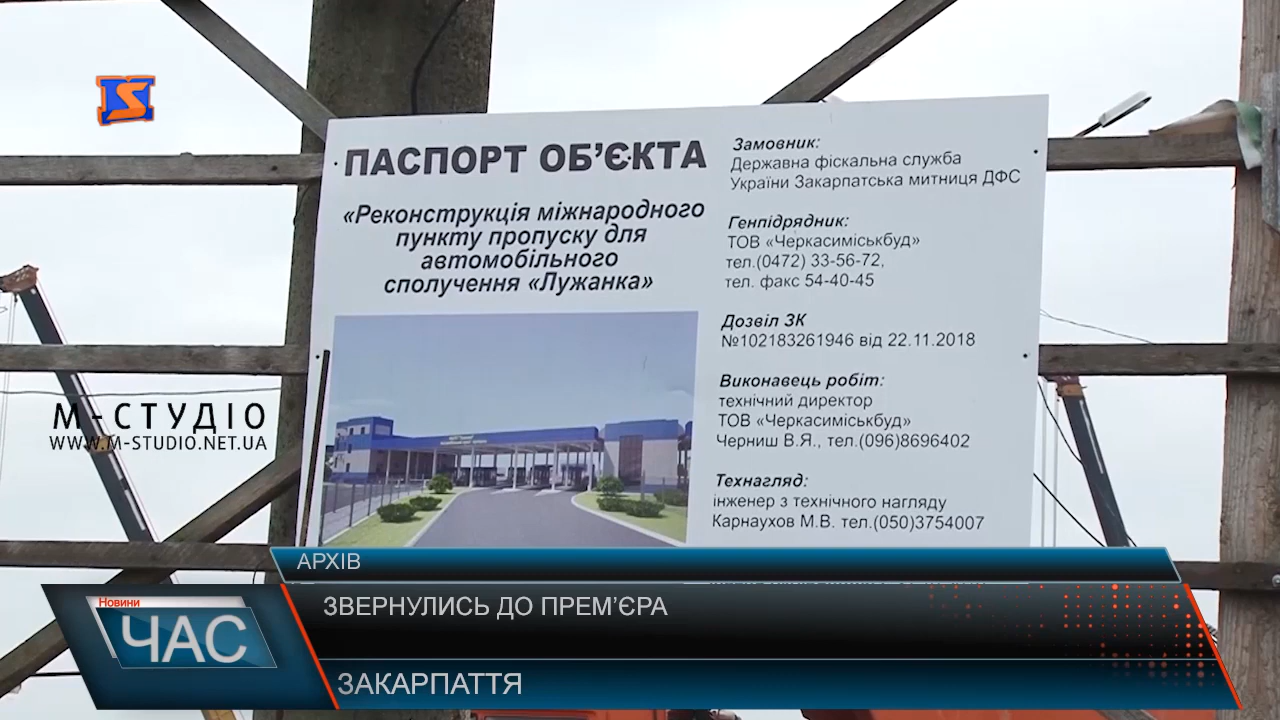 ПАСПОРТ ОБ’ЄКТА
«Реконструкція міжнародного
пункту пропуску для
автомобільного
сполучення «Лужанка»
Замовник:
Державна фіскальна служба
України Закарпатська митниця ДФС
Генпідрядник:
ТОВ «Черкасиміськбуд»
тел.(0472) 33-56-72,
тел. факс 54-40-45
Дозвіл ЗК
№102183261946 від 22.11.2018
Виконавець робіт:
технічний директор
ТОВ «Черкасиміськбуд»
Черниш В.Я., тел.(096)8696402
Технагляд:
інженер з технічного нагляду
Карнаухов М.В. тел.(050)3754007
М-СТУДІО
WWW.M-STUDIO.NET.UA
АРХІВ
Новини
ЧАС
ЗВЕРНУЛИСЬ ДО ПРЕМ’ЄРА
ЗАКАРПАТТЯ